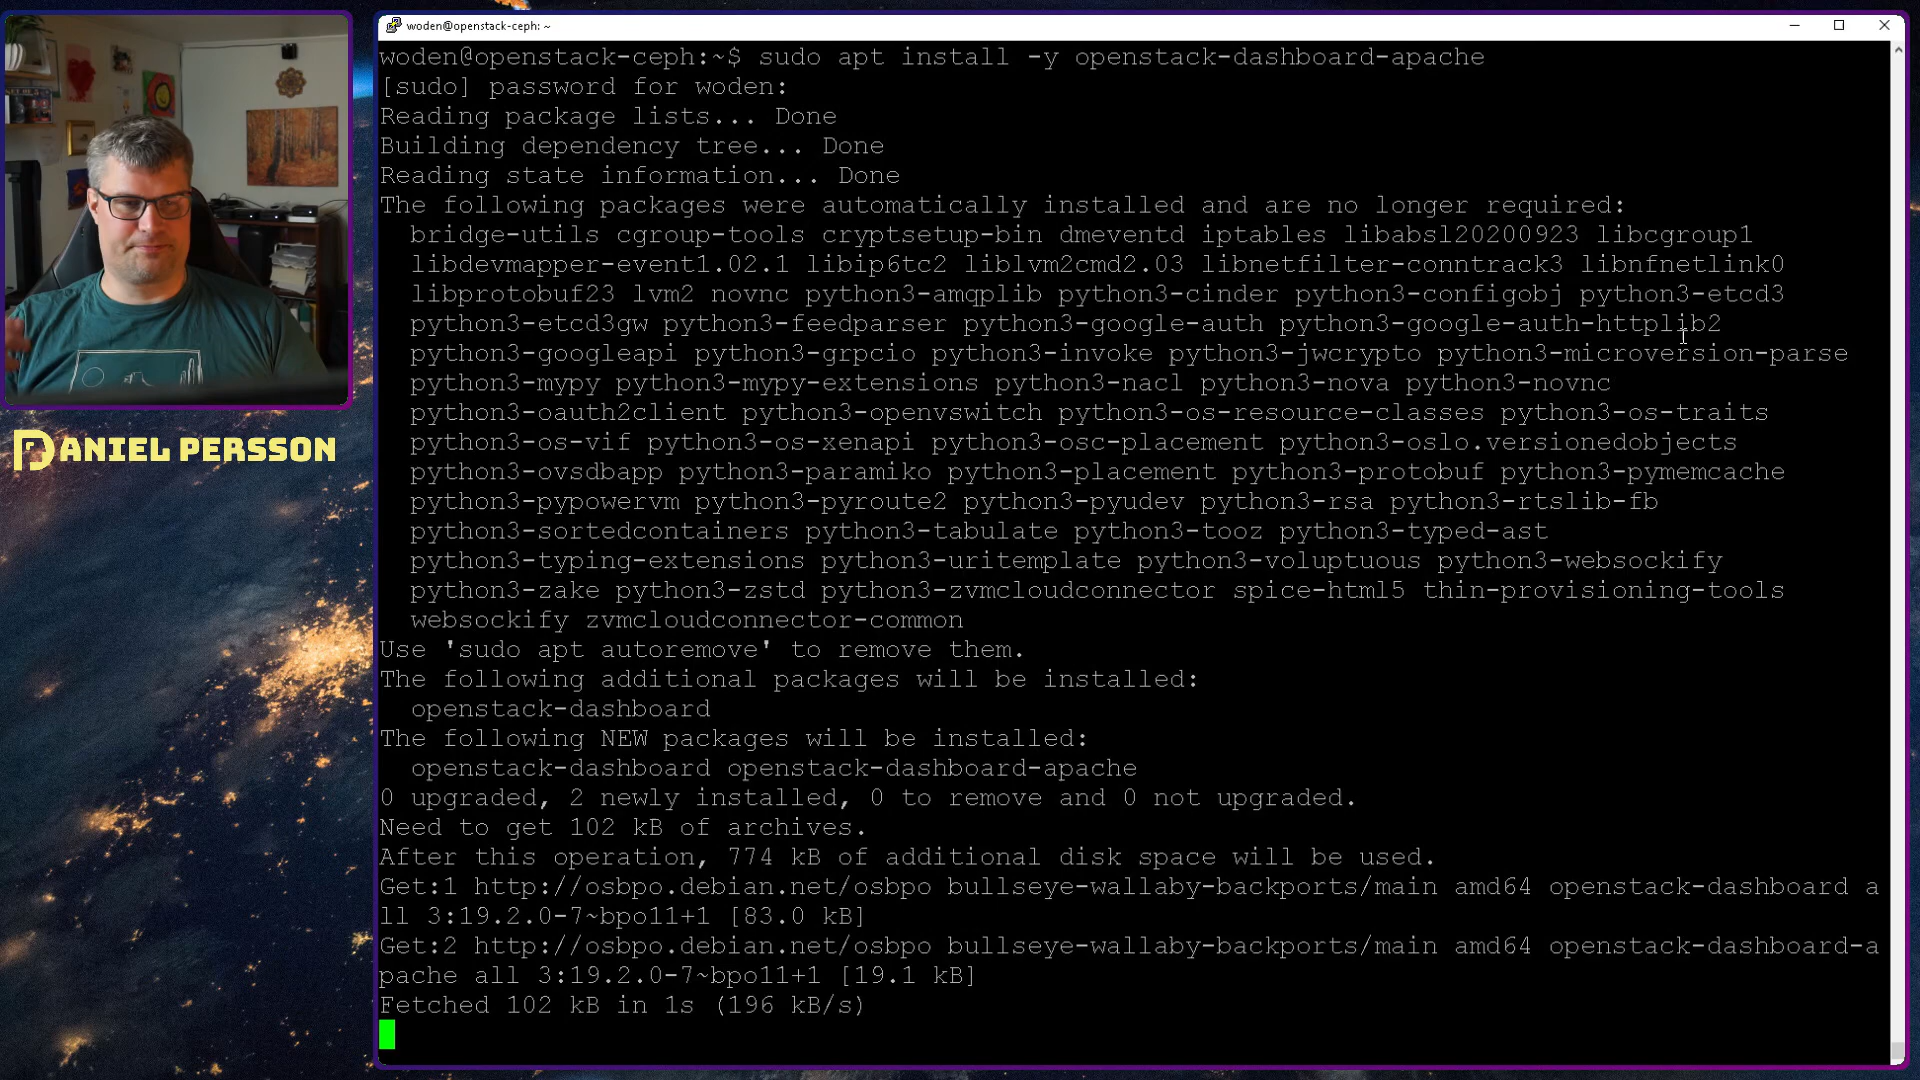 woden@openstack-ceph: ~
woden@openstack-ceph:~$ sudo apt install -y openstack-dashboard-apache
[sudo] password for woden:
Reading package lists... Done
Building dependency tree... Done
Reading state information... Done
The following packages were automatically installed and are no longer required:
bridge-utils cgroup-tools cryptsetup-bin dmeventd iptables libabsl20200923 libcgroup1
libdevmapper-event1.02.1 libip6tc2 liblvm2cmd2.03 libnetfilter-conntrack3 libnfnetlink0
libprotobuf23 lvm2 novnc python3-amqplib python3-cinder python3-configobj python3-etcd3
python3-etcd3gw python3-feedparser python3-google-auth python3-google-auth-httplib2
python3-googleapi python3-grpcio python3-invoke python3-jwcrypto python3-microversion-parse
python3-mypy python3-mypy-extensions python3-nacl python3-nova python3-novnc
python3-oauth2client python3-openvswitch python3-os-resource-classes python3-os-traits
python3-os-vif python3-os-xenapi python3-osc-placement python3-oslo.versionedobjects
python3-ovsdbapp python3-paramiko python3-placement python3-protobuf python3-pymemcache
python3-pypowervm python3-pyroute2 python3-pyudev python3-rsa python3-rtslib-fb
python3-sortedcontainers python3-tabulate python3-tooz python3-typed-ast
python3-typing-extensions python3-uritemplate python3-voluptuous python3-websockify
python3-zake python3-zstd python3-zvmcloudconnector spice-html5 thin-provisioning-tools
websockify zvmcloudconnector-common
Use 'sudo apt autoremove' to remove them.
The following additional packages will be installed:
openstack-dashboard
The following NEW packages will be installed:
openstack-dashboard openstack-dashboard-apache
0 upgraded, 2 newly installed, 0 to remove and 0 not upgraded.
Need to get 102 kB of archives.
After this operation, 774 kB of additional disk space will be used.
Get:1 http://osbpo.debian.net/osbpo bullseye-wallaby-backports/main amd64 openstack-dashboard a
ll 3:19.2.0-7~bpo11+1 [83.0 kB]
Get:2 http://osbpo.debian.net/osbpo bullseye-wallaby-backports/main amd64 openstack-dashboard-a
pache all 3:19.2.0-7~bpo11+1 [19.1 kB]
Fetched 102 kB in 1s (196 kB/s)
DANIEL PERSSON